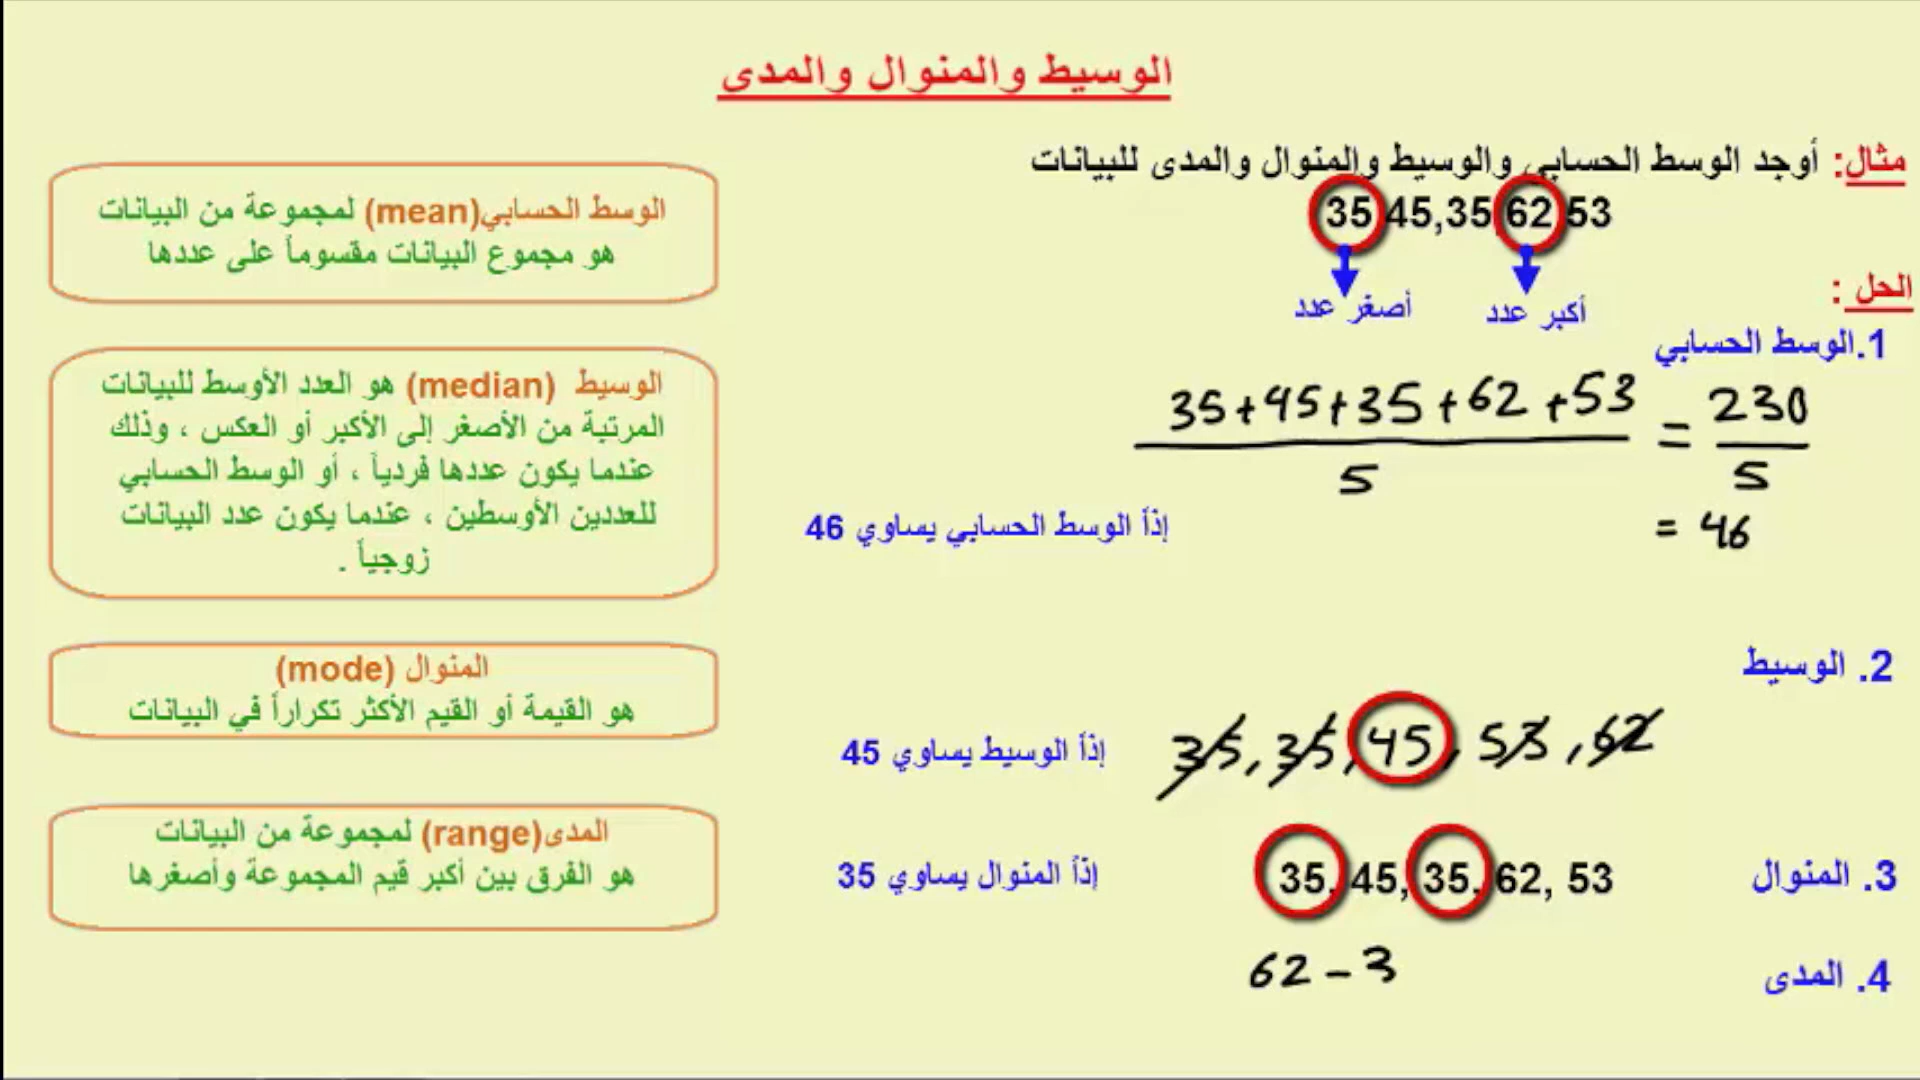 الوسيط والمنوال والمدى
مثال: أوجد الوسط الحسابي والوسيط والمنوال والمدى للبيانات
35 45,35 62 53
أصغر عدد
أكبر عدد
الحل :
1.الوسط الحسابي
35+45+35+62+53 = 230
5 5
= 46
إذاً الوسط الحسابي يساوي 46
2. الوسيط
35, 35, 45, 53, 62
إذاً الوسيط يساوي 45
3. المنوال
35, 45, 35, 62, 53
إذاً المنوال يساوي 35
4. المدى
62 - 3
الوسط الحسابي(mean) لمجموعة من البيانات
هو مجموع البيانات مقسوماً على عددها
الوسيط (median) هو العدد الأوسط للبيانات
المرتبة من الأصغر إلى الأكبر أو العكس ، وذلك
عندما يكون عددها فردياً ، أو الوسط الحسابي
للعددين الأوسطين ، عندما يكون عدد البيانات
زوجياً .
المنوال (mode)
هو القيمة أو القيم الأكثر تكراراً في البيانات
المدى(range) لمجموعة من البيانات
هو الفرق بين أكبر قيم المجموعة وأصغرها